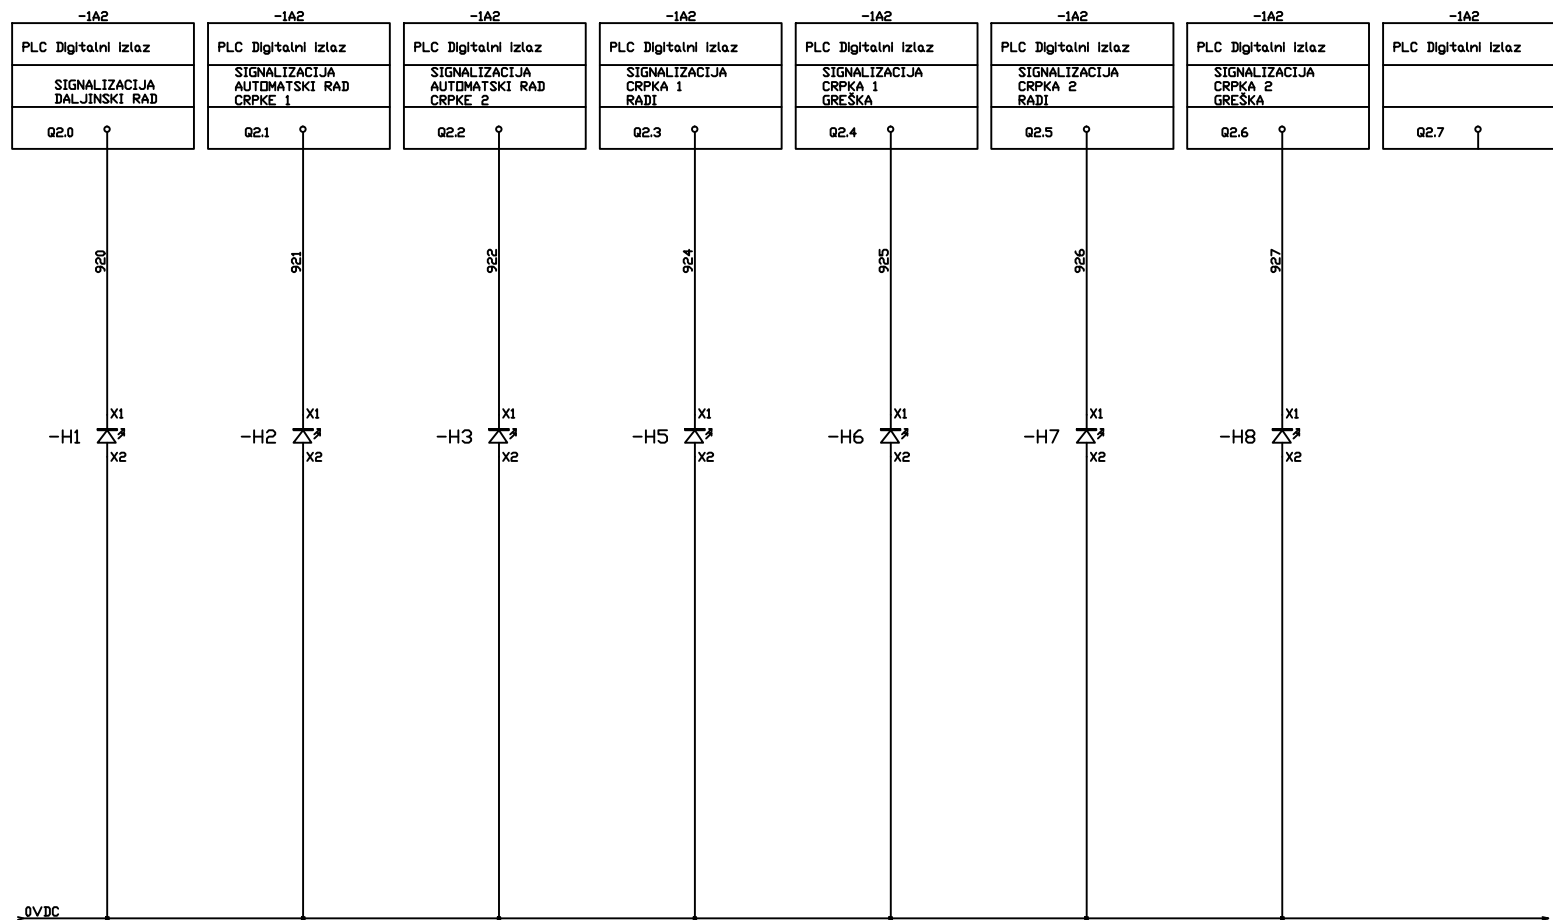 -1A2
PLC Digitalni izlaz
SIGNALIZACIJA
DALJINSKI RAD
Q2.0
-1A2
PLC Digitalni izlaz
SIGNALIZACIJA
AUTOMATSKI RAD
CRPKE 1
Q2.1
-1A2
PLC Digitalni izlaz
SIGNALIZACIJA
AUTOMATSKI RAD
CRPKE 2
Q2.2
-1A2
PLC Digitalni izlaz
SIGNALIZACIJA
CRPKA 1
RADI
Q2.3
-1A2
PLC Digitalni izlaz
SIGNALIZACIJA
CRPKA 1
GREŠKA
Q2.4
-1A2
PLC Digitalni izlaz
SIGNALIZACIJA
CRPKA 2
RADI
Q2.5
-1A2
PLC Digitalni izlaz
SIGNALIZACIJA
CRPKA 2
GREŠKA
Q2.6
-1A2
PLC Digitalni izlaz
Q2.7
920
921
922
924
925
926
927
X1
-H1
X2
X1
-H2
X2
X1
-H3
X2
X1
-H5
X2
X1
-H6
X2
X1
-H7
X2
X1
-H8
X2
0VDC